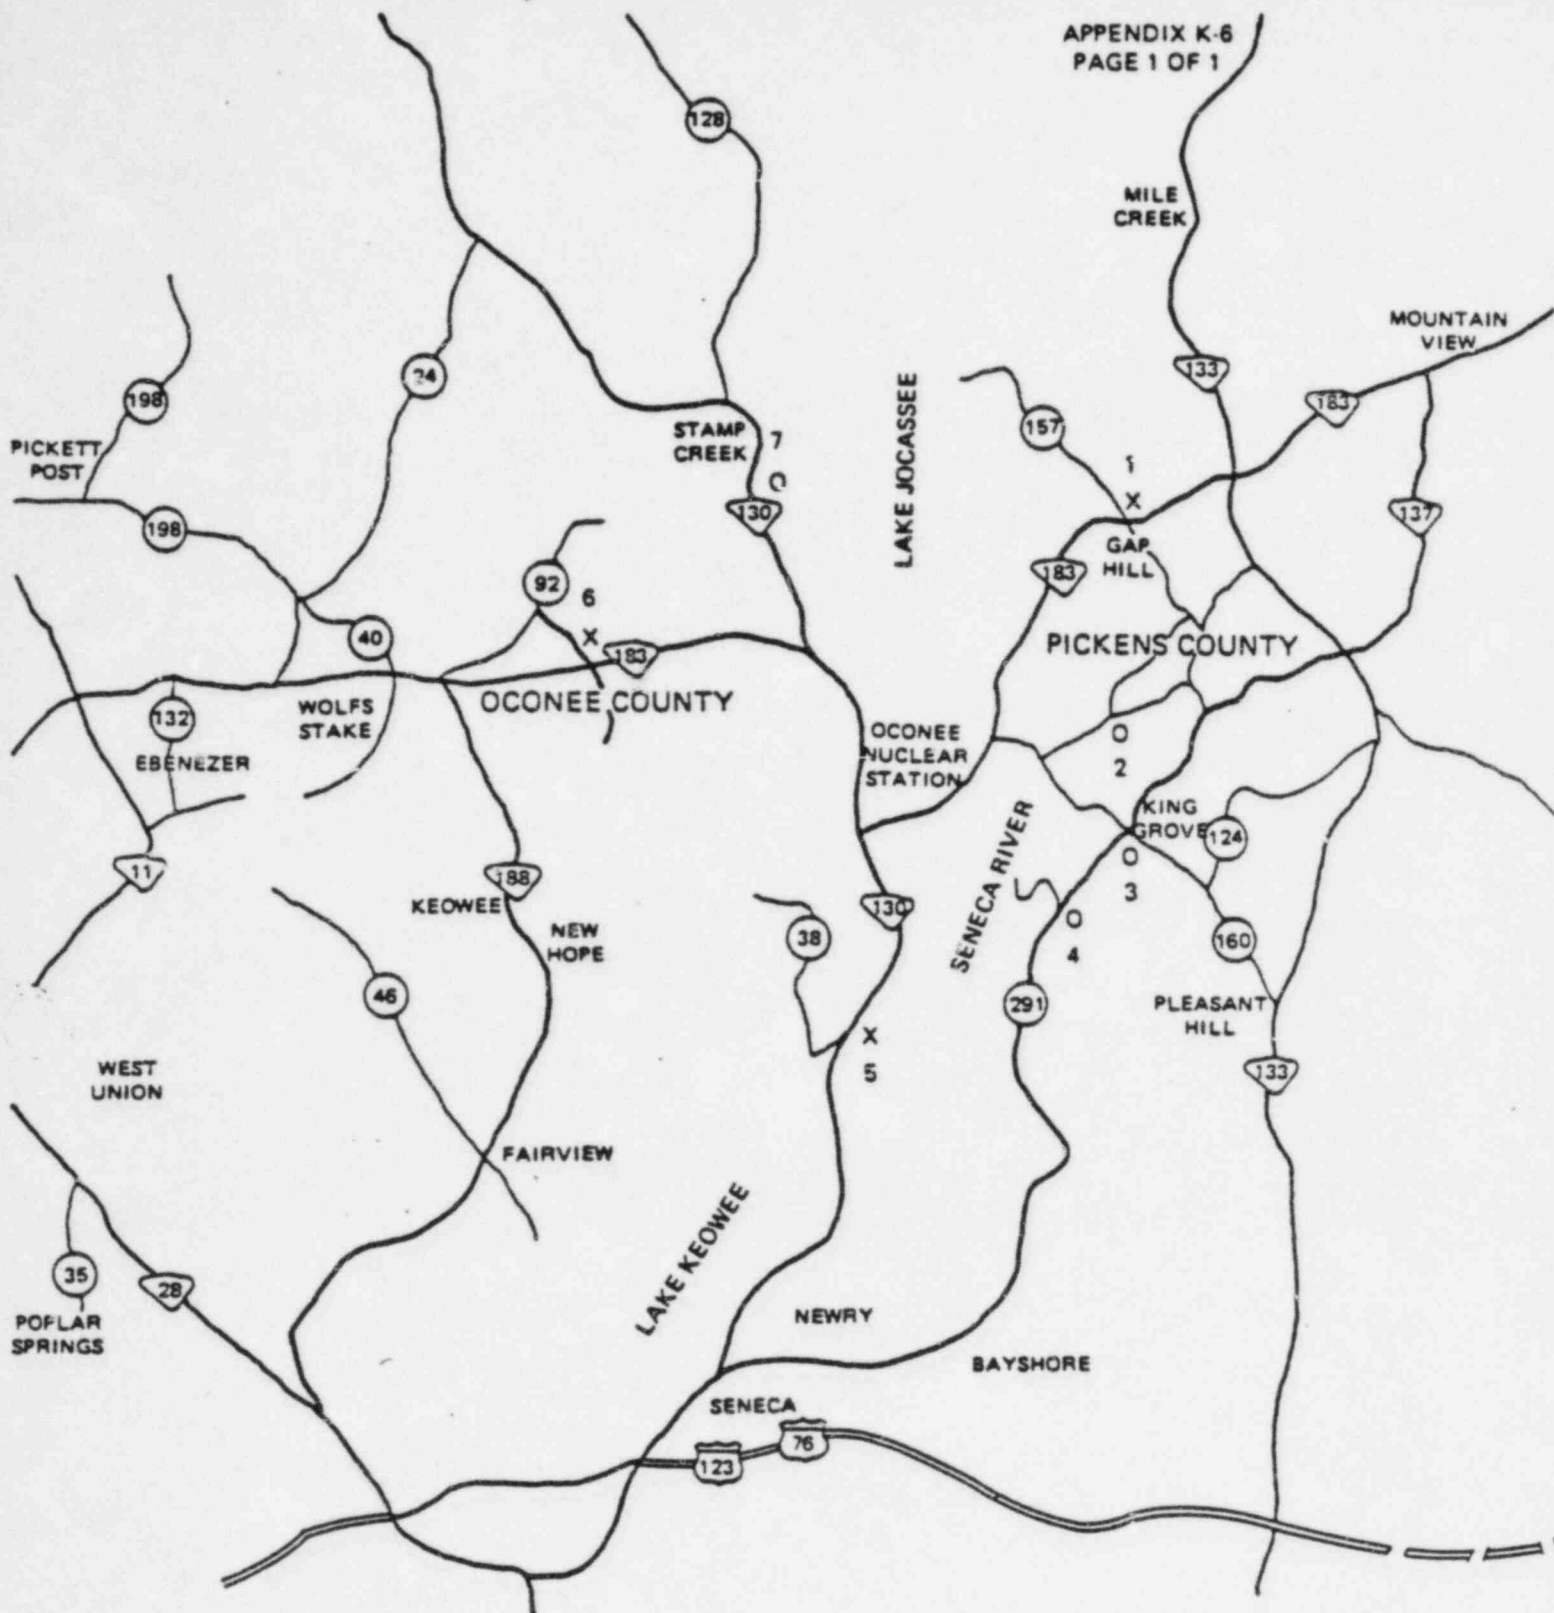 APPENDIX K-6
PAGE 1 OF 1
128
MILE
CREEK
MOUNTAIN
VIEW
133
24
198
183
LAKE JOCASSEE
157
PICKETT
POST
STAMP
CREEK
7
1
X
198
130
O
137
GAP
HILL
183
92
6
X
40
183
PICKENS COUNTY
OCONEE COUNTY
132
WOLFS
STAKE
EBENEZER
OCONEE
NUCLEAR
STATION
O
2
KING
GROVE
124
SENECA RIVER
O
3
11
188
KEOWEE
130
NEW
HOPE
38
O
4
160
46
291
PLEASANT
HILL
X
5
WEST
UNION
133
FAIRVIEW
LAKE KEOWEE
35
28
POPLAR
SPRINGS
NEWRY
BAYSHORE
SENECA
76
123